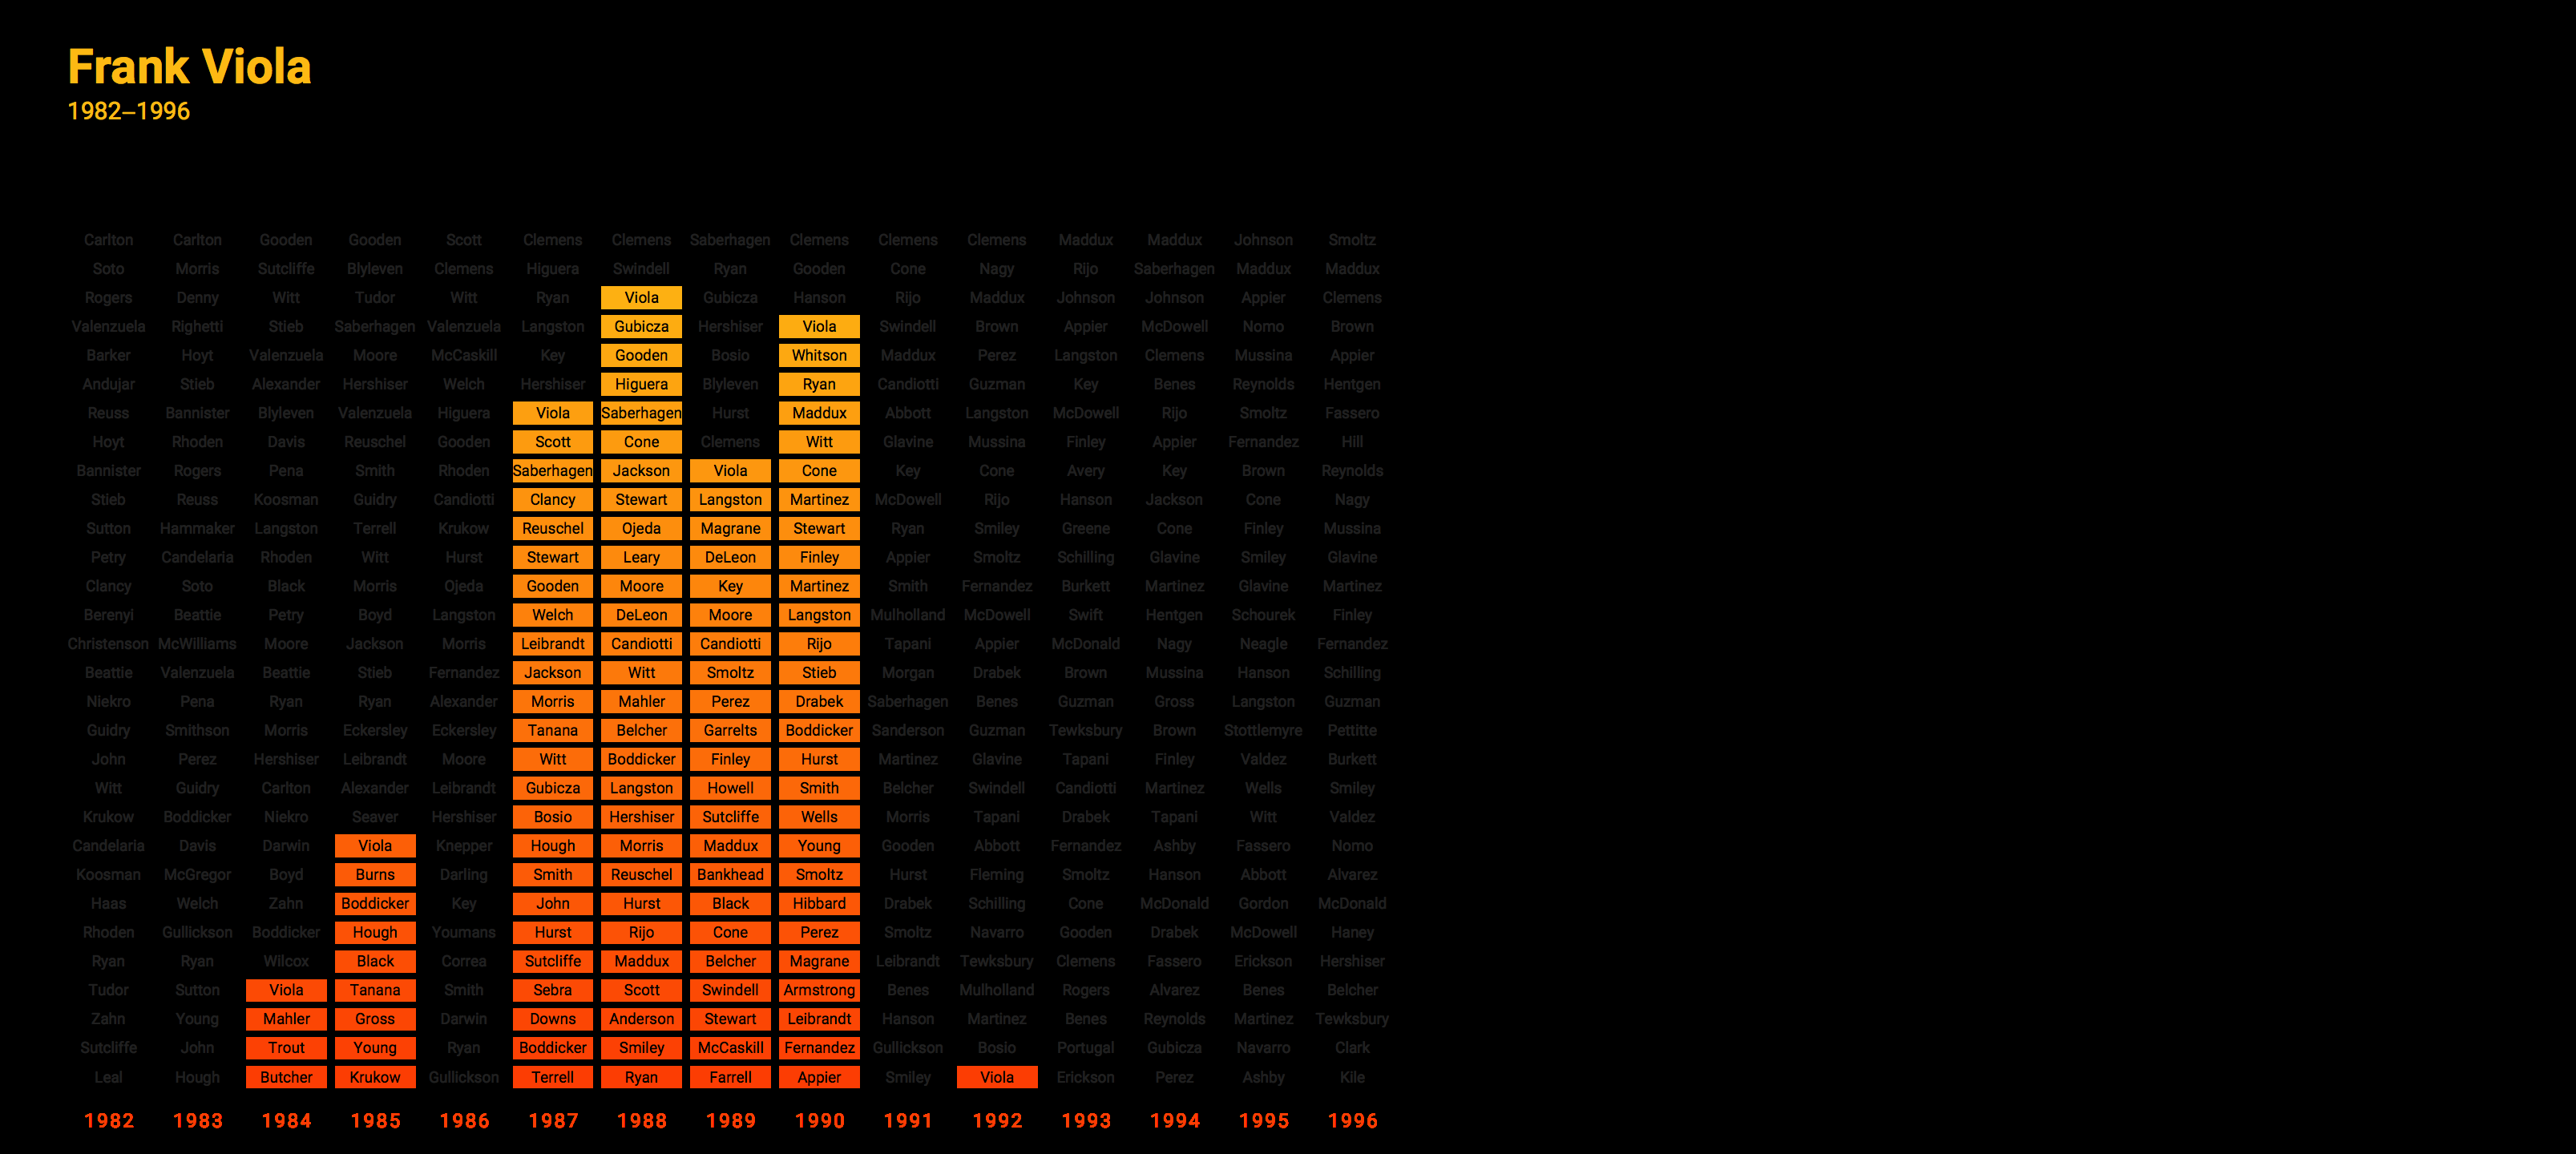 Frank Viola
1982–1996
Carlton Carlton Gooden Gooden Scott Clemens Clemens Saberhagen Clemens Clemens Clemens Maddux Maddux Johnson Smoltz
Soto Morris Sutcliffe Blyleven Clemens Higuera Swindell Ryan Gooden Cone Nagy Rijo Saberhagen Maddux Maddux
Rogers Denny Witt Tudor Witt Ryan Viola Gubicza Hanson Rijo Maddux Johnson Johnson Appier Clemens
Valenzuela Righetti Stieb Saberhagen Valenzuela Langston Gubicza Hershiser Viola Swindell Brown Appier McDowell Nomo Brown
Barker Hoyt Valenzuela Moore McCaskill Key Gooden Bosio Whitson Maddux Perez Langston Clemens Mussina Appier
Andujar Stieb Alexander Hershiser Welch Hershiser Higuera Blyleven Ryan Candiotti Guzman Key Benes Reynolds Hentgen
Reuss Bannister Blyleven Valenzuela Higuera Viola Saberhagen Hurst Maddux Abbott Langston McDowell Rijo Smoltz Fassero
Hoyt Rhoden Davis Reuschel Gooden Scott Cone Clemens Witt Glavine Mussina Finley Appier Fernandez Hill
Bannister Rogers Pena Smith Rhoden Saberhagen Jackson Viola Cone Key Cone Avery Key Brown Reynolds
Stieb Reuss Koosman Guidry Candiotti Clancy Stewart Langston Martinez McDowell Rijo Hanson Jackson Cone Nagy
Sutton Hammaker Langston Terrell Krukow Reuschel Ojeda Magrane Stewart Ryan Smiley Greene Cone Finley Mussina
Petry Candelaria Rhoden Witt Hurst Stewart Leary DeLeon Finley Appier Smoltz Schilling Glavine Smiley Glavine
Clancy Soto Black Morris Ojeda Gooden Moore Key Martinez Smith Fernandez Burkett Martinez Glavine Martinez
Berenyi Beattie Petry Boyd Langston Welch DeLeon Moore Langston Mulholland McDowell Swift Hentgen Schourek Finley
Christenson McWilliams Moore Jackson Morris Leibrandt Candiotti Candiotti Rijo Tapani Appier McDonald Nagy Neagle Fernandez
Beattie Valenzuela Beattie Stieb Fernandez Jackson Witt Smoltz Stieb Morgan Drabek Brown Mussina Hanson Schilling
Niekro Pena Ryan Ryan Alexander Morris Mahler Perez Drabek Saberhagen Benes Guzman Gross Langston Guzman
Guidry Smithson Morris Eckersley Eckersley Tanana Belcher Garrelts Boddicker Sanderson Guzman Tewksbury Brown Stottlemyre Pettitte
John Perez Hershiser Leibrandt Moore Witt Boddicker Finley Hurst Martinez Glavine Tapani Finley Valdez Burkett
Witt Guidry Carlton Alexander Leibrandt Gubicza Langston Howell Smith Belcher Swindell Candiotti Martinez Wells Smiley
Krukow Boddicker Niekro Seaver Hershiser Bosio Hershiser Sutcliffe Wells Morris Tapani Drabek Tapani Witt Valdez
Candelaria Davis Darwin Viola Knepper Hough Morris Maddux Young Gooden Abbott Fernandez Ashby Fassero Nomo
Koosman McGregor Boyd Burns Darling Smith Reuschel Bankhead Smoltz Hurst Fleming Smoltz Hanson Abbott Alvarez
Haas Welch Zahn Boddicker Key John Hurst Black Hibbard Drabek Schilling Cone McDonald Gordon McDonald
Rhoden Gullickson Boddicker Hough Youmans Hurst Rijo Cone Perez Smoltz Navarro Gooden Drabek McDowell Haney
Ryan Ryan Wilcox Black Correa Sutcliffe Maddux Belcher Magrane Leibrandt Tewksbury Clemens Fassero Erickson Hershiser
Tudor Sutton Viola Tanana Smith Sebra Scott Swindell Armstrong Benes Mulholland Rogers Alvarez Benes Belcher
Zahn Young Mahler Gross Darwin Downs Anderson Stewart Leibrandt Hanson Martinez Benes Reynolds Martinez Tewksbury
Sutcliffe John Trout Young Ryan Boddicker Smiley McCaskill Fernandez Gullickson Bosio Portugal Gubicza Navarro Clark
Leal Hough Butcher Krukow Gullickson Terrell Ryan Farrell Appier Smiley Viola Erickson Perez Ashby Kile
1982 1983 1984 1985 1986 1987 1988 1989 1990 1991 1992 1993 1994 1995 1996